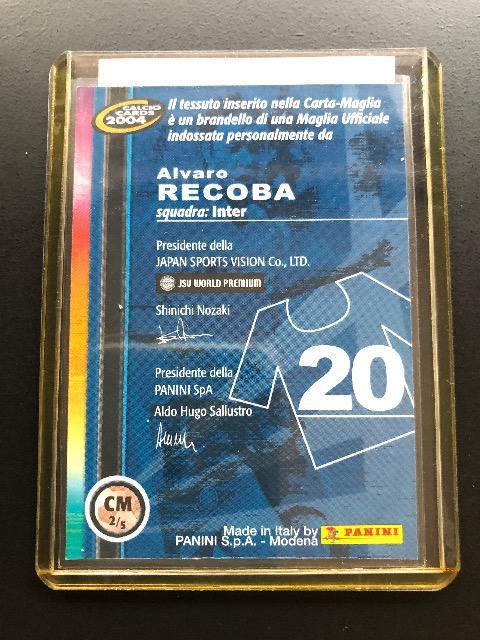 CALCIO
CARDS
2004
Il tessuto inserito nella Carta-Maglia
è un brandello di una Maglia Ufficiale
indossata personalmente da
Alvaro
RECOBA
squadra: Inter
Presidente della
JAPAN SPORTS VISION Co., LTD.
JSV WORLD PREMIUM
Shinichi Nozaki
Presidente della
PANINI SpA
Aldo Hugo Sallustro
20
CM
2/5
Made in Italy by
PANINI S.p.A. - Modena
PANINI